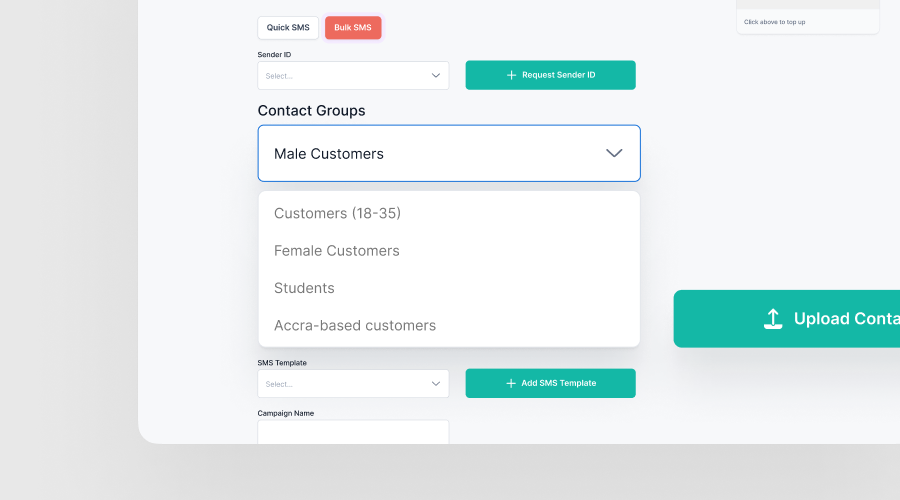 Click above to top up
Quick SMS
Bulk SMS
Sender ID
Select...
Request Sender ID
Contact Groups
Male Customers
Customers (18-35)
Female Customers
Students
Accra-based customers
Upload Conta
SMS Template
Select...
Add SMS Template
Campaign Name